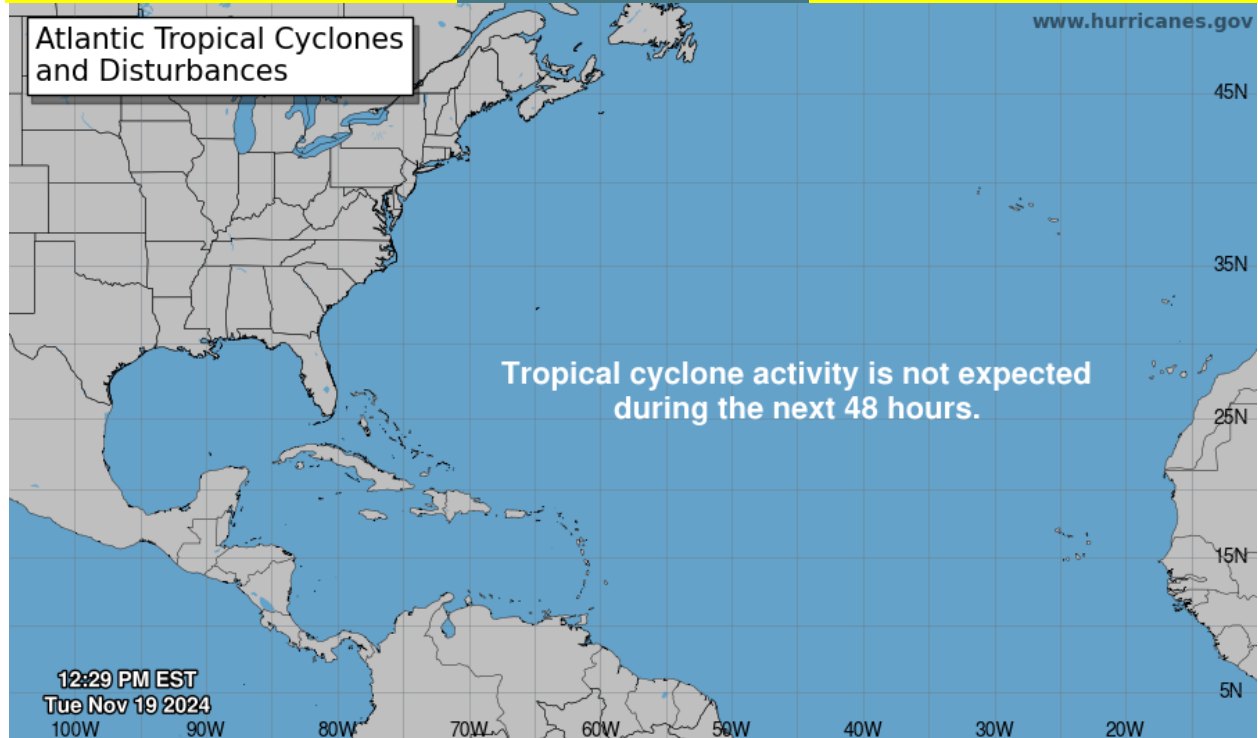 Atlantic Tropical Cyclones
and Disturbances
www.hurricanes.gov
45N
35N
Tropical cyclone activity is not expected
during the next 48 hours.
25N
15N
12:29 PM EST
Tue Nov 19 2024
5N
100W 90W 80W 70W 60W 50W 40W 30W 20W